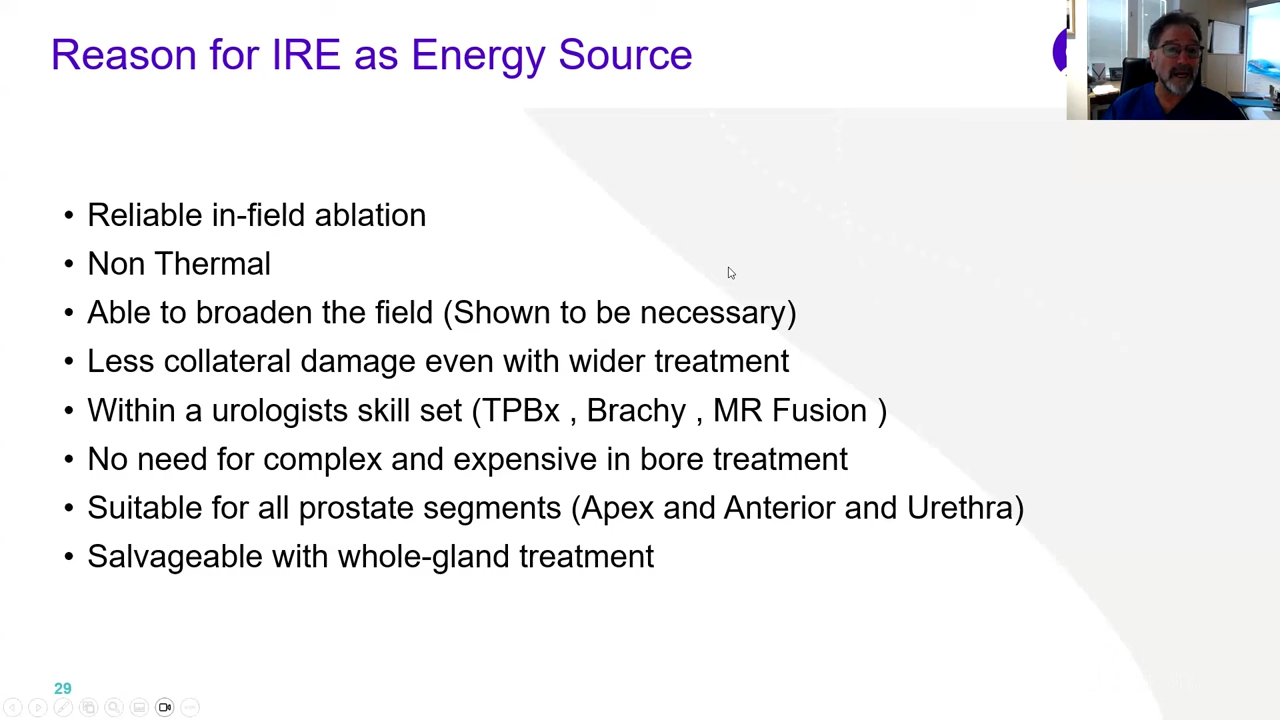 Reason for IRE as Energy Source
• Reliable in-field ablation
• Non Thermal
• Able to broaden the field (Shown to be necessary)
• Less collateral damage even with wider treatment
• Within a urologists skill set (TPBx , Brachy , MR Fusion )
• No need for complex and expensive in bore treatment
• Suitable for all prostate segments (Apex and Anterior and Urethra)
• Salvageable with whole-gland treatment
29